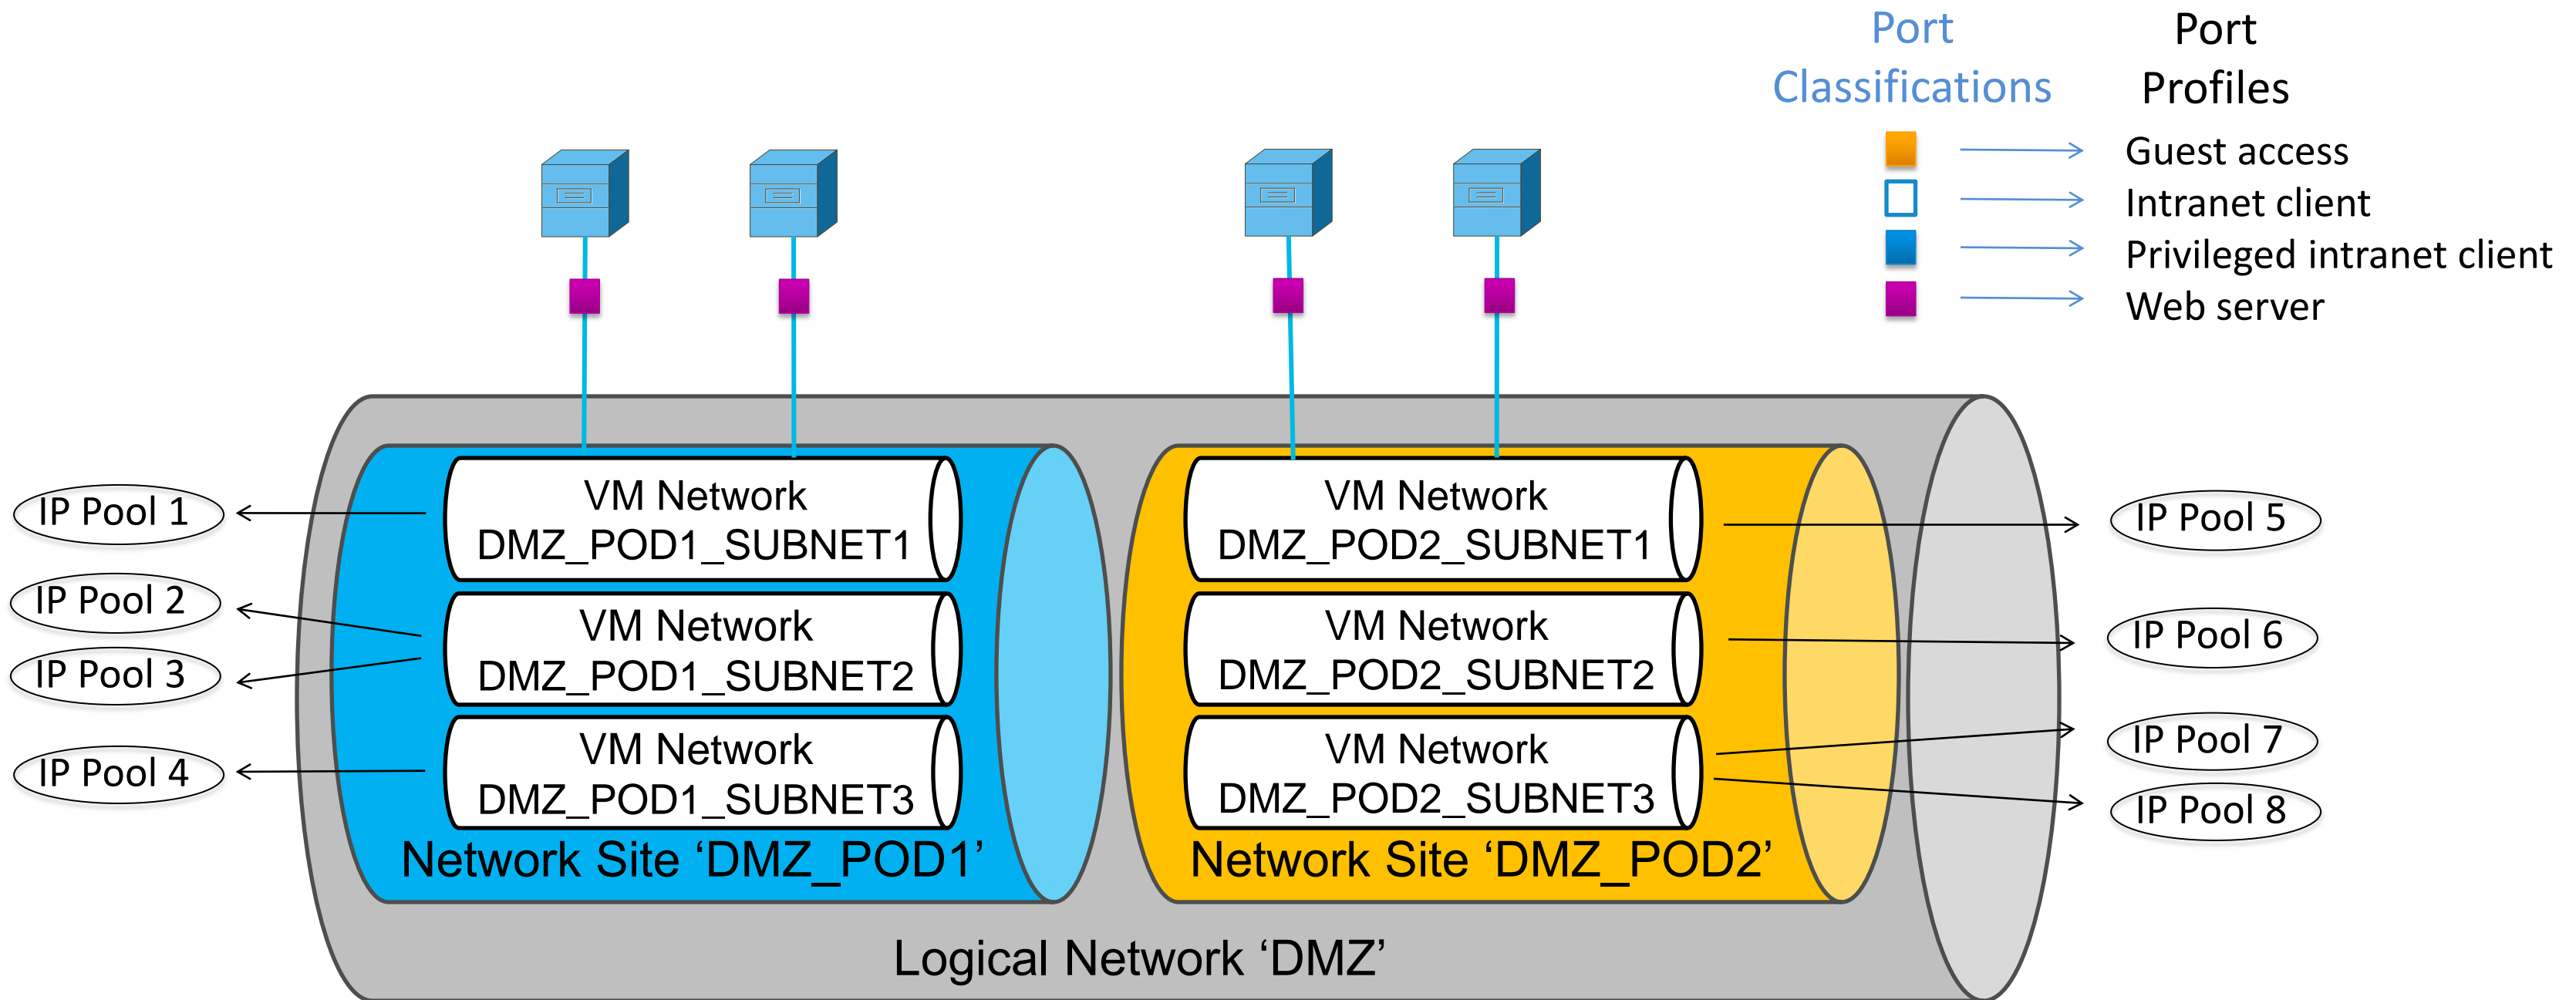 Port
Classifications
Port
Profiles
Guest access
Intranet client
Privileged intranet client
Web server
IP Pool 1
IP Pool 2
IP Pool 3
IP Pool 4
VM Network
DMZ_POD1_SUBNET1
VM Network
DMZ_POD1_SUBNET2
VM Network
DMZ_POD1_SUBNET3
Network Site ‘DMZ_POD1’
VM Network
DMZ_POD2_SUBNET1
VM Network
DMZ_POD2_SUBNET2
VM Network
DMZ_POD2_SUBNET3
Network Site ‘DMZ_POD2’
IP Pool 5
IP Pool 6
IP Pool 7
IP Pool 8
Logical Network ‘DMZ’